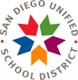 SAN DIEGO UNIFIED
SCHOOL DISTRICT